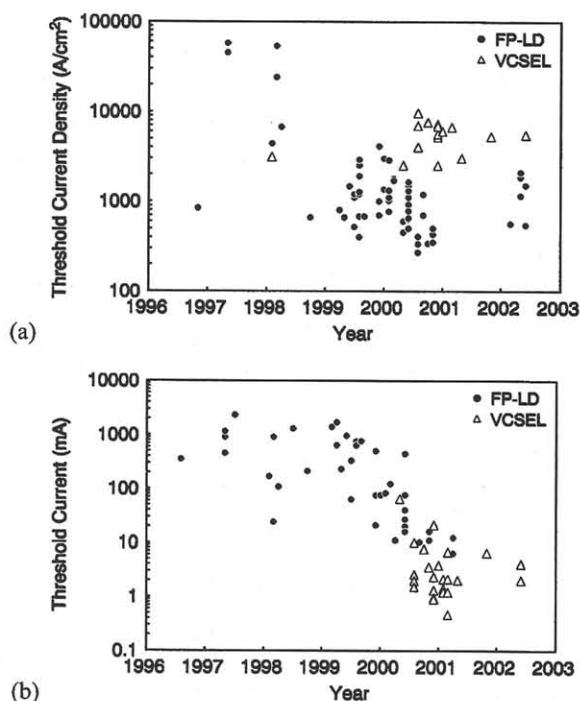 100000
10000
1000
100
Threshold Current Density (A/cm²)
FP-LD
VCSEL
1996 1997 1998 1999 2000 2001 2002 2003
Year
(a)
10000
1000
100
10
1
0.1
Threshold Current (mA)
FP-LD
VCSEL
1996 1997 1998 1999 2000 2001 2002 2003
Year
(b)